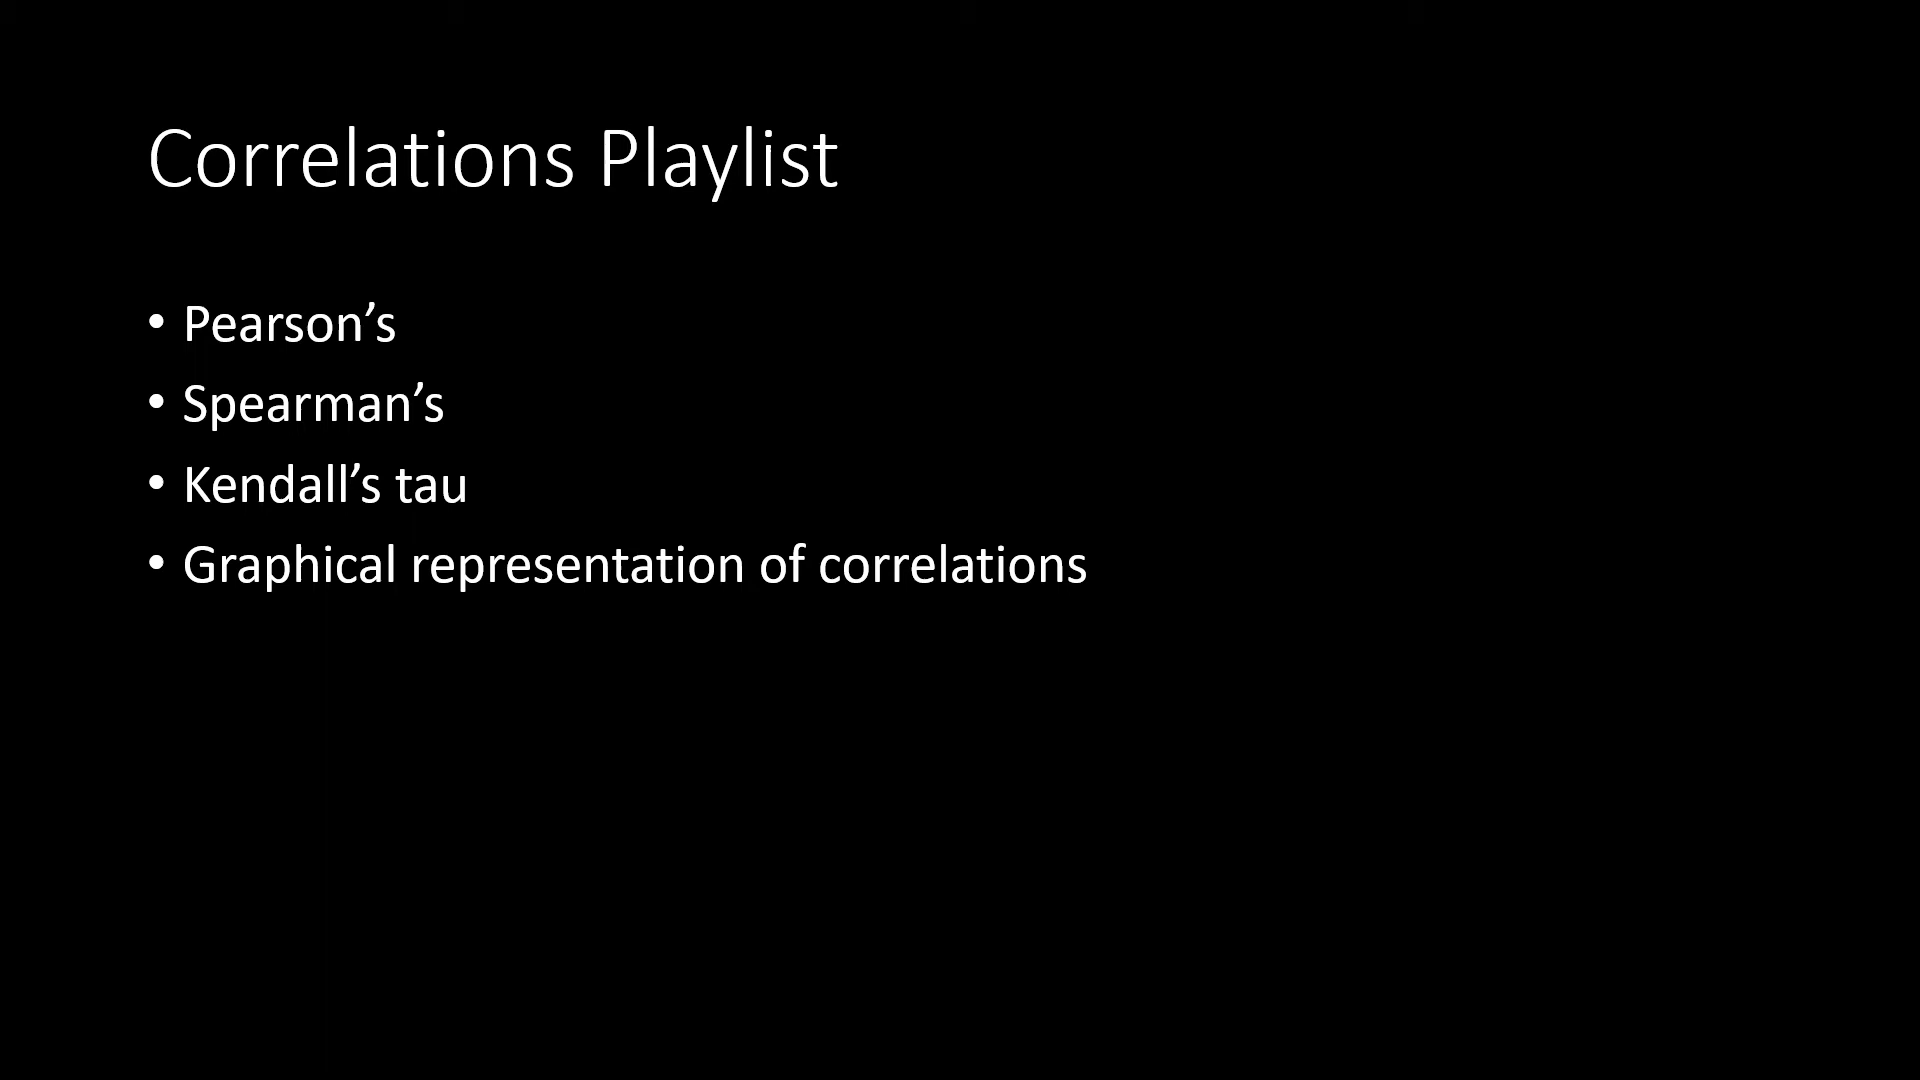 Correlations Playlist
• Pearson’s
• Spearman’s
• Kendall’s tau
• Graphical representation of correlations